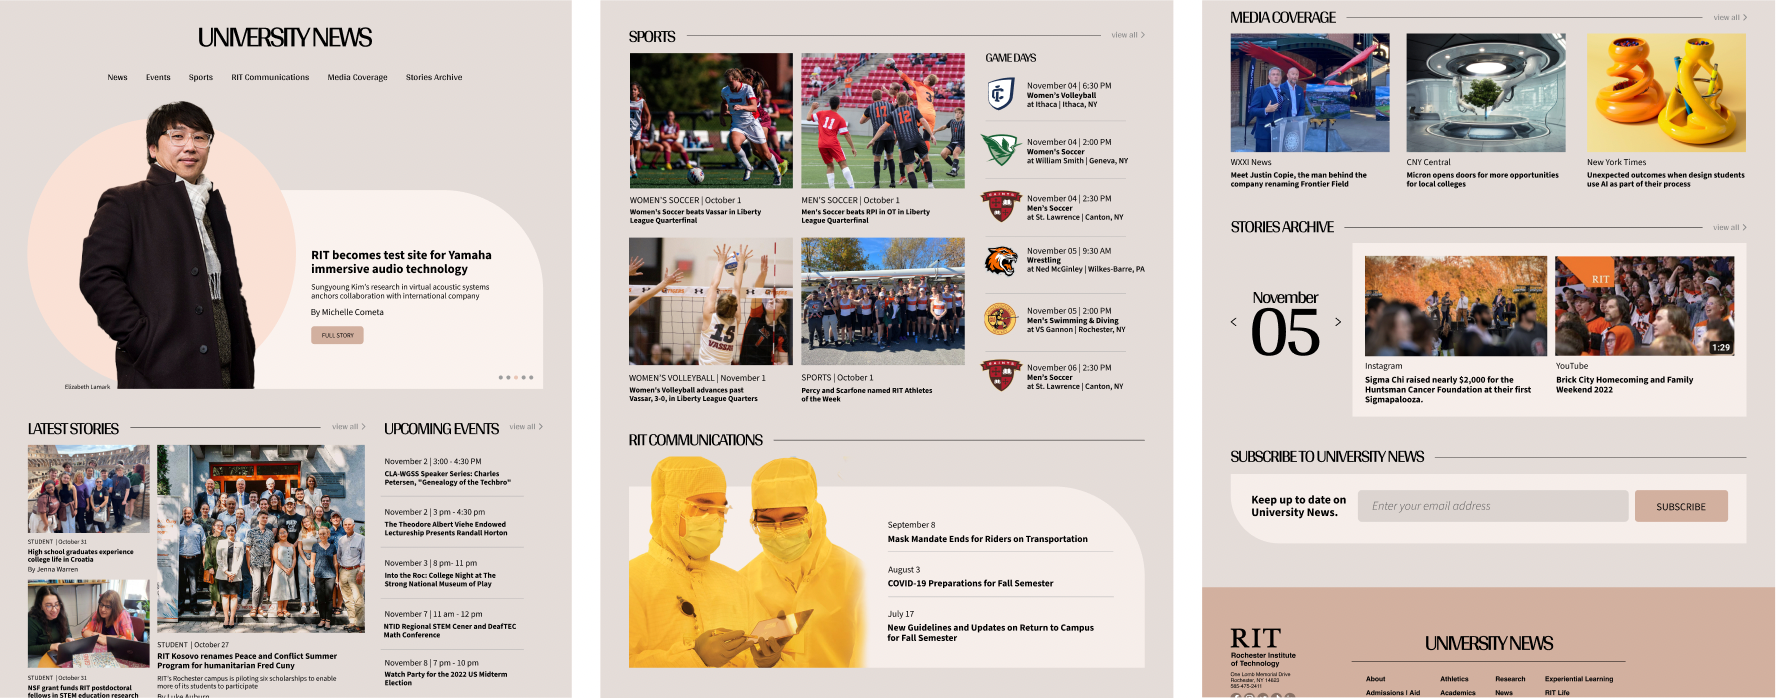 UNIVERSITY NEWS
News Events Sports RIT Communications Media Coverage Stories Archive
RIT becomes test site for Yamaha
immersive audio technology
Sungyoung Kim's research in virtual acoustic systems
anchors collaboration with international company
By Michelle Cometa
FULL STORY
Elizabeth Lamark
LATEST STORIES
view all >
STUDENT | October 31
High school graduates experience
college life in Croatia
By Jenna Warren
STUDENT | October 31
NSF grant funds RIT postdoctoral
fellows in STEM education research
STUDENT | October 27
RIT Kosovo renames Peace and Conflict Summer
Program for humanitarian Fred Cuny
RIT's Rochester campus is piloting six scholarships to enable
more of its students to participate
By Luke Auburn
UPCOMING EVENTS
view all >
November 2 | 3:00 - 4:30 PM
CLA-WGSS Speaker Series: Charles
Petersen, "Genealogy of the Techbro"
November 2 | 3 pm - 4:30 pm
The Theodore Albert Viehe Endowed
Lectureship Presents Randall Horton
November 3 | 8 pm- 11 pm
Into the Roc: College Night at The
Strong National Museum of Play
November 7 | 11 am - 12 pm
NTID Regional STEM Cener and DeafTEC
Math Conference
November 8 | 7 pm - 10 pm
Watch Party for the 2022 US Midterm
Election
SPORTS
view all >
11
12
3
WOMEN'S SOCCER | October 1
Women's Soccer beats Vassar in Liberty
League Quarterfinal
MEN'S SOCCER | October 1
Men's Soccer beats RPI in OT in Liberty
League Quarterfinal
15
VASSAR
WOMEN'S VOLLEYBALL | November 1
Women's Volleyball advances past
Vassar, 3-0, in Liberty League Quarters
SPORTS | October 1
Percy and Scarfone named RIT Athletes
of the Week
GAME DAYS
November 04 | 6:30 PM
Women's Volleyball
at Ithaca | Ithaca, NY
November 04 | 2:00 PM
Women's Soccer
at William Smith | Geneva, NY
SAINTS
November 04 | 2:30 PM
Men's Soccer
at St. Lawrence | Canton, NY
November 05 | 9:30 AM
Wrestling
at Ned McGinley | Wilkes-Barre, PA
November 05 | 2:00 PM
Men's Swimming & Diving
at VS Gannon | Rochester, NY
SAINTS
November 06 | 2:30 PM
Men's Soccer
at St. Lawrence | Canton, NY
RIT COMMUNICATIONS
September 8
Mask Mandate Ends for Riders on Transportation
August 3
COVID-19 Preparations for Fall Semester
July 17
New Guidelines and Updates on Return to Campus
for Fall Semester
MEDIA COVERAGE
view all >
WXXI News
Meet Justin Copie, the man behind the
company renaming Frontier Field
CNY Central
Micron opens doors for more opportunities
for local colleges
New York Times
Unexpected outcomes when design students
use AI as part of their process
STORIES ARCHIVE
view all >
November
< 05 >
Instagram
Sigma Chi raised nearly $2,000 for the
Huntsman Cancer Foundation at their first
Sigmapalooza.
RIT
1:29
YouTube
Brick City Homecoming and Family
Weekend 2022
SUBSCRIBE TO UNIVERSITY NEWS
Keep up to date on
University News.
Enter your email address
SUBSCRIBE
RIT
Rochester Institute
of Technology
One Lomb Memorial Drive
Rochester, NY 14623
585-475-2411
UNIVERSITY NEWS
About Athletics Research Experiential Learning
Admissions I Aid Academics News RIT Life